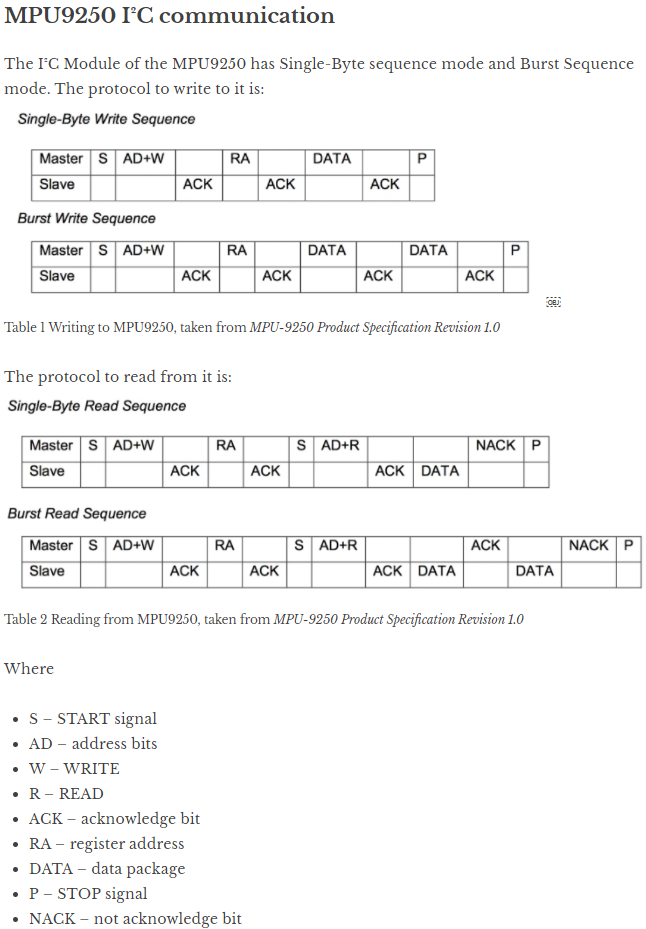 MPU9250 I²C communication
The I²C Module of the MPU9250 has Single-Byte sequence mode and Burst Sequence
mode. The protocol to write to it is:
Single-Byte Write Sequence
Master S AD+W RA DATA P
Slave ACK ACK ACK
Burst Write Sequence
Master S AD+W RA DATA DATA P
Slave ACK ACK ACK ACK
OBJ
Table 1 Writing to MPU9250, taken from MPU-9250 Product Specification Revision 1.0
The protocol to read from it is:
Single-Byte Read Sequence
Master S AD+W RA S AD+R NACK P
Slave ACK ACK ACK DATA
Burst Read Sequence
Master S AD+W RA S AD+R ACK NACK P
Slave ACK ACK ACK DATA DATA
Table 2 Reading from MPU9250, taken from MPU-9250 Product Specification Revision 1.0
Where
• S – START signal
• AD – address bits
• W – WRITE
• R – READ
• ACK – acknowledge bit
• RA – register address
• DATA – data package
• P – STOP signal
• NACK – not acknowledge bit